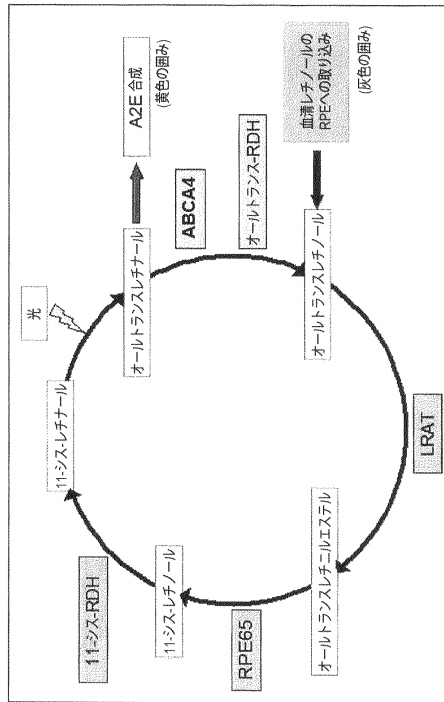 光
11-シス-レチナール
オールトランスレチナール
A2E 合成
(黄色の囲み)
ABCA4
オールトランス-RDH
血清レチノールの
RPEへの取り込み
(灰色の囲み)
オールトランスレチノール
LRAT
オールトランスレチニルエステル
RPE65
11-シス-レチノール
11-シス-RDH